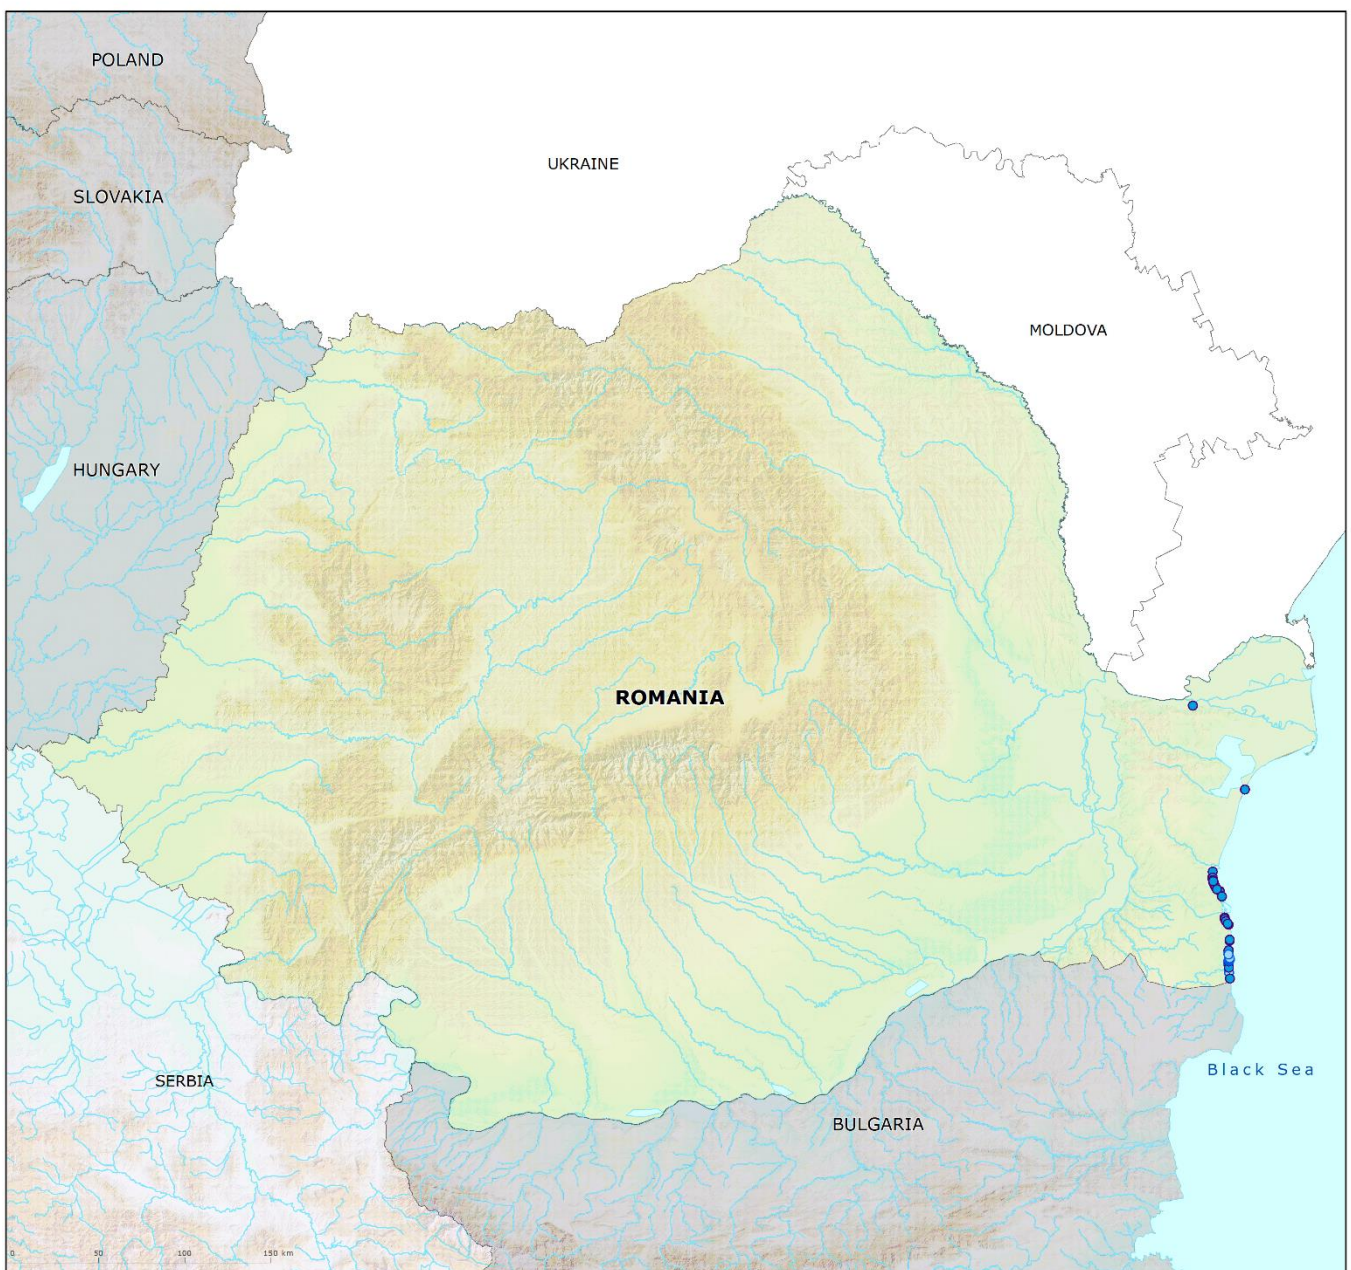 POLAND
UKRAINE
SLOVAKIA
MOLDOVA
HUNGARY
ROMANIA
Black Sea
SERBIA
BULGARIA
0 50 100 150 km